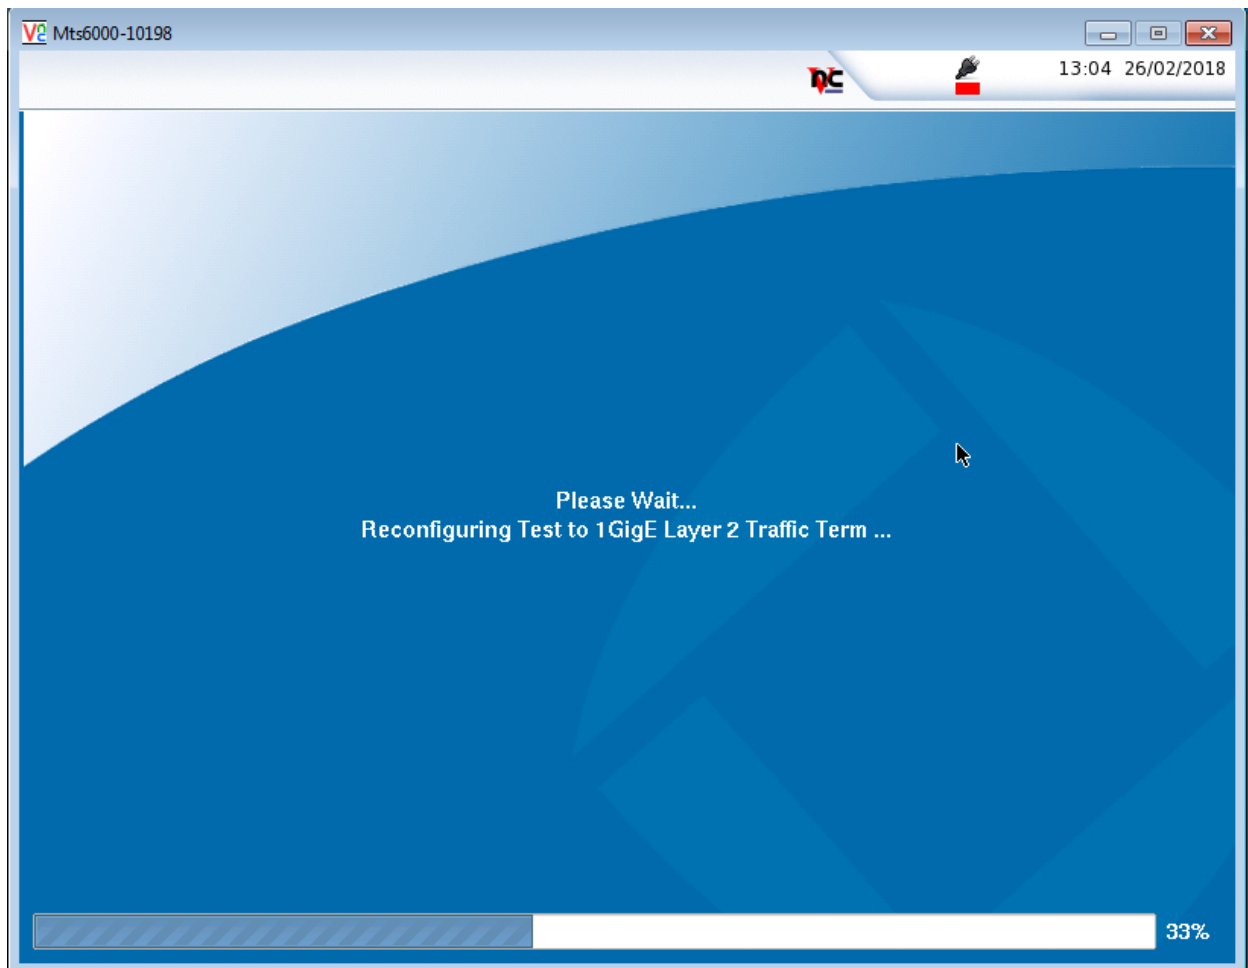 Mts6000-10198
13:04 26/02/2018
Please Wait...
Reconfiguring Test to 1GigE Layer 2 Traffic Term ...
33%